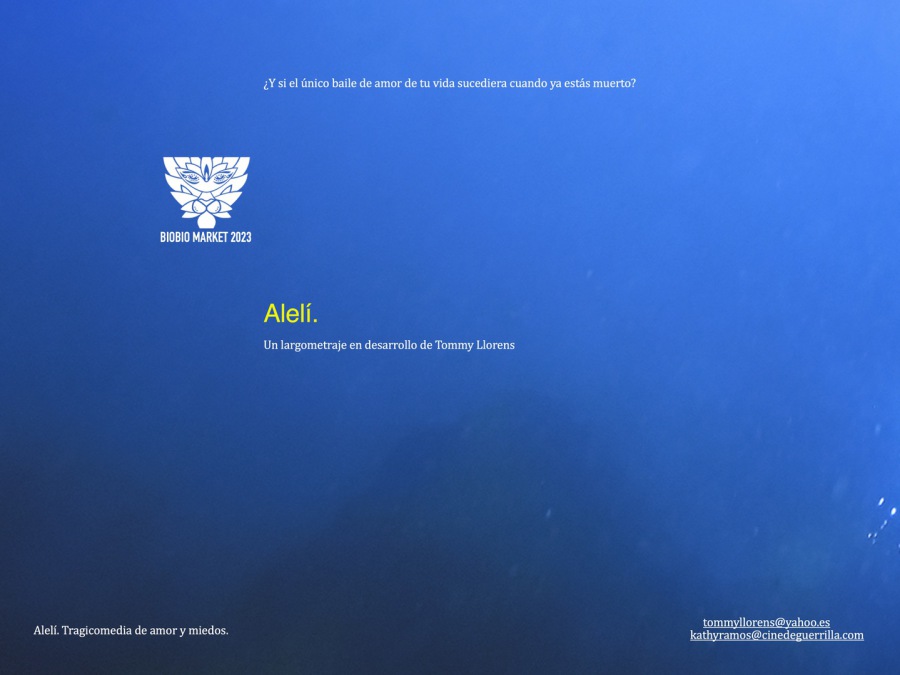 ¿Y si el único baile de amor de tu vida sucediera cuando ya estás muerto?
BIOBIO MARKET 2023
Alelí.
Un largometraje en desarrollo de Tommy Llorens
Alelí. Tragicomedia de amor y miedos.
tommyllorens@yahoo.es
kathyramos@cinedeguerrilla.com